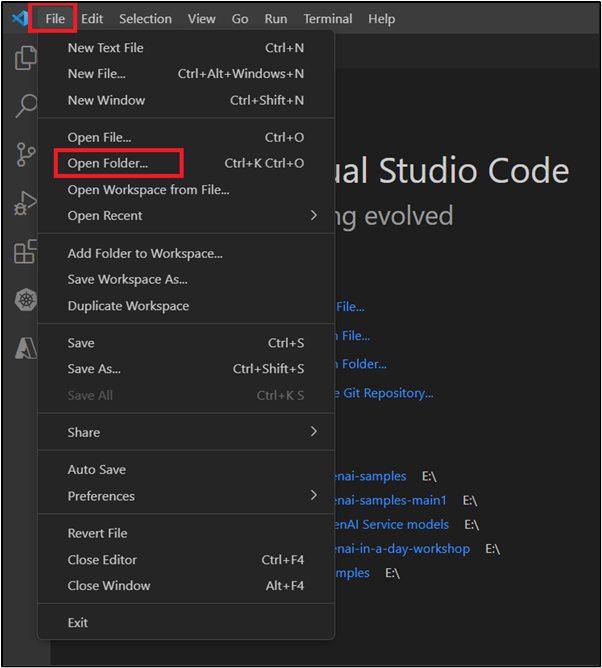 File Edit Selection View Go Run Terminal Help
New Text File Ctrl+N
New File... Ctrl+Alt+Windows+N
New Window Ctrl+Shift+N
Open File... Ctrl+O
Open Folder... Ctrl+K Ctrl+O
Open Workspace from File...
Open Recent
Add Folder to Workspace...
Save Workspace As...
Duplicate Workspace
Save Ctrl+S
Save As... Ctrl+Shift+S
Save All Ctrl+K S
Share
Auto Save
Preferences
Revert File
Close Editor Ctrl+F4
Close Window Alt+F4
Exit
ual Studio Code
ng evolved
File...
n File...
n Folder...
e Git Repository...
enai-samples E:\
enai-samples-main1 E:\
enAI Service models E:\
enai-in-a-day-workshop E:\
mples E:\